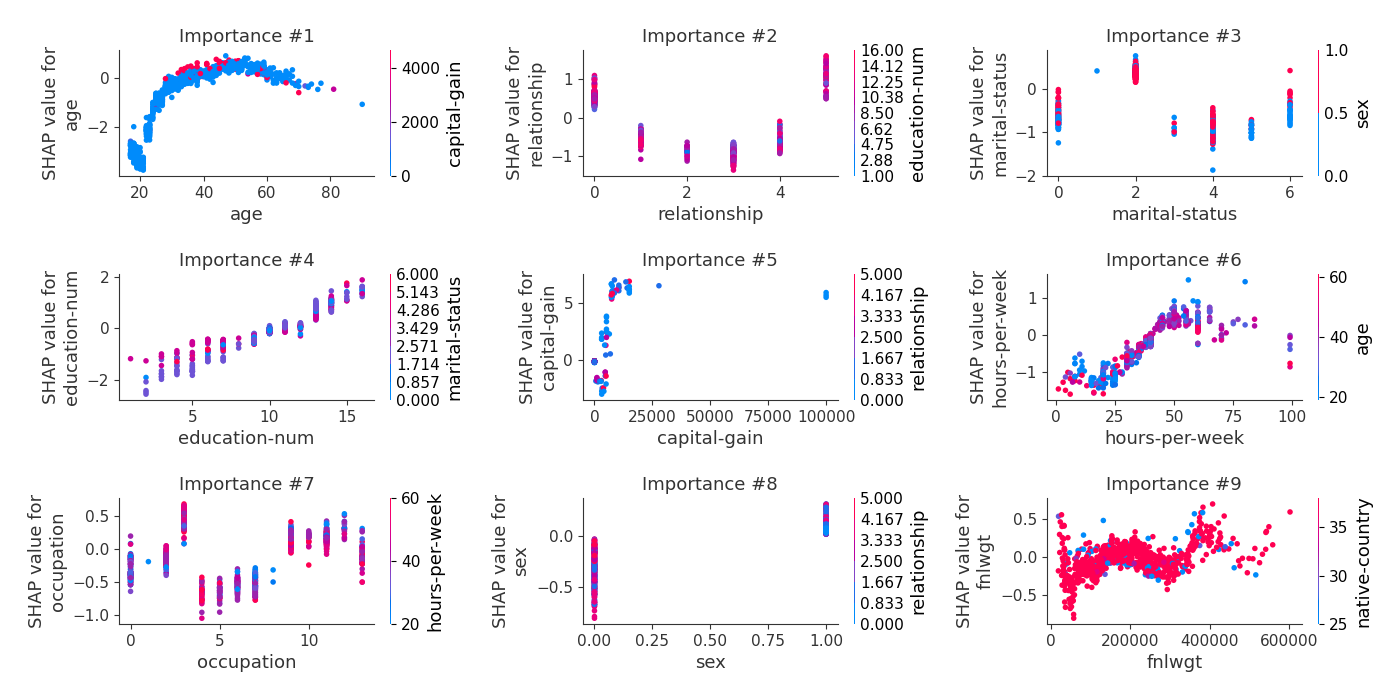 Importance #1
SHAP value for
age
0
−2
20
40
60
80
age
4000
2000
0
capital-gain
Importance #2
SHAP value for
relationship
1
0
−1
0
2
4
relationship
16.00
14.12
12.25
10.38
8.50
6.62
4.75
2.88
1.00
education-num
Importance #3
SHAP value for
marital-status
0
−1
−2
0
2
4
6
marital-status
1.0
0.5
0.0
sex
Importance #4
SHAP value for
education-num
2
0
−2
5
10
15
education-num
6.000
5.143
4.286
3.429
2.571
1.714
0.857
0.000
marital-status
Importance #5
SHAP value for
capital-gain
5
0
0
25000
50000
75000
100000
capital-gain
5.000
4.167
3.333
2.500
1.667
0.833
0.000
relationship
Importance #6
SHAP value for
hours-per-week
1
0
−1
0
25
50
75
100
hours-per-week
60
40
20
age
Importance #7
SHAP value for
occupation
0.5
0.0
−0.5
−1.0
0
5
10
occupation
60
40
20
hours-per-week
Importance #8
SHAP value for
sex
0.0
−0.5
0.00
0.25
0.50
0.75
1.00
sex
5.000
4.167
3.333
2.500
1.667
0.833
0.000
relationship
Importance #9
SHAP value for
fnlwgt
0.5
0.0
−0.5
0
200000
400000
600000
fnlwgt
35
30
25
native-country